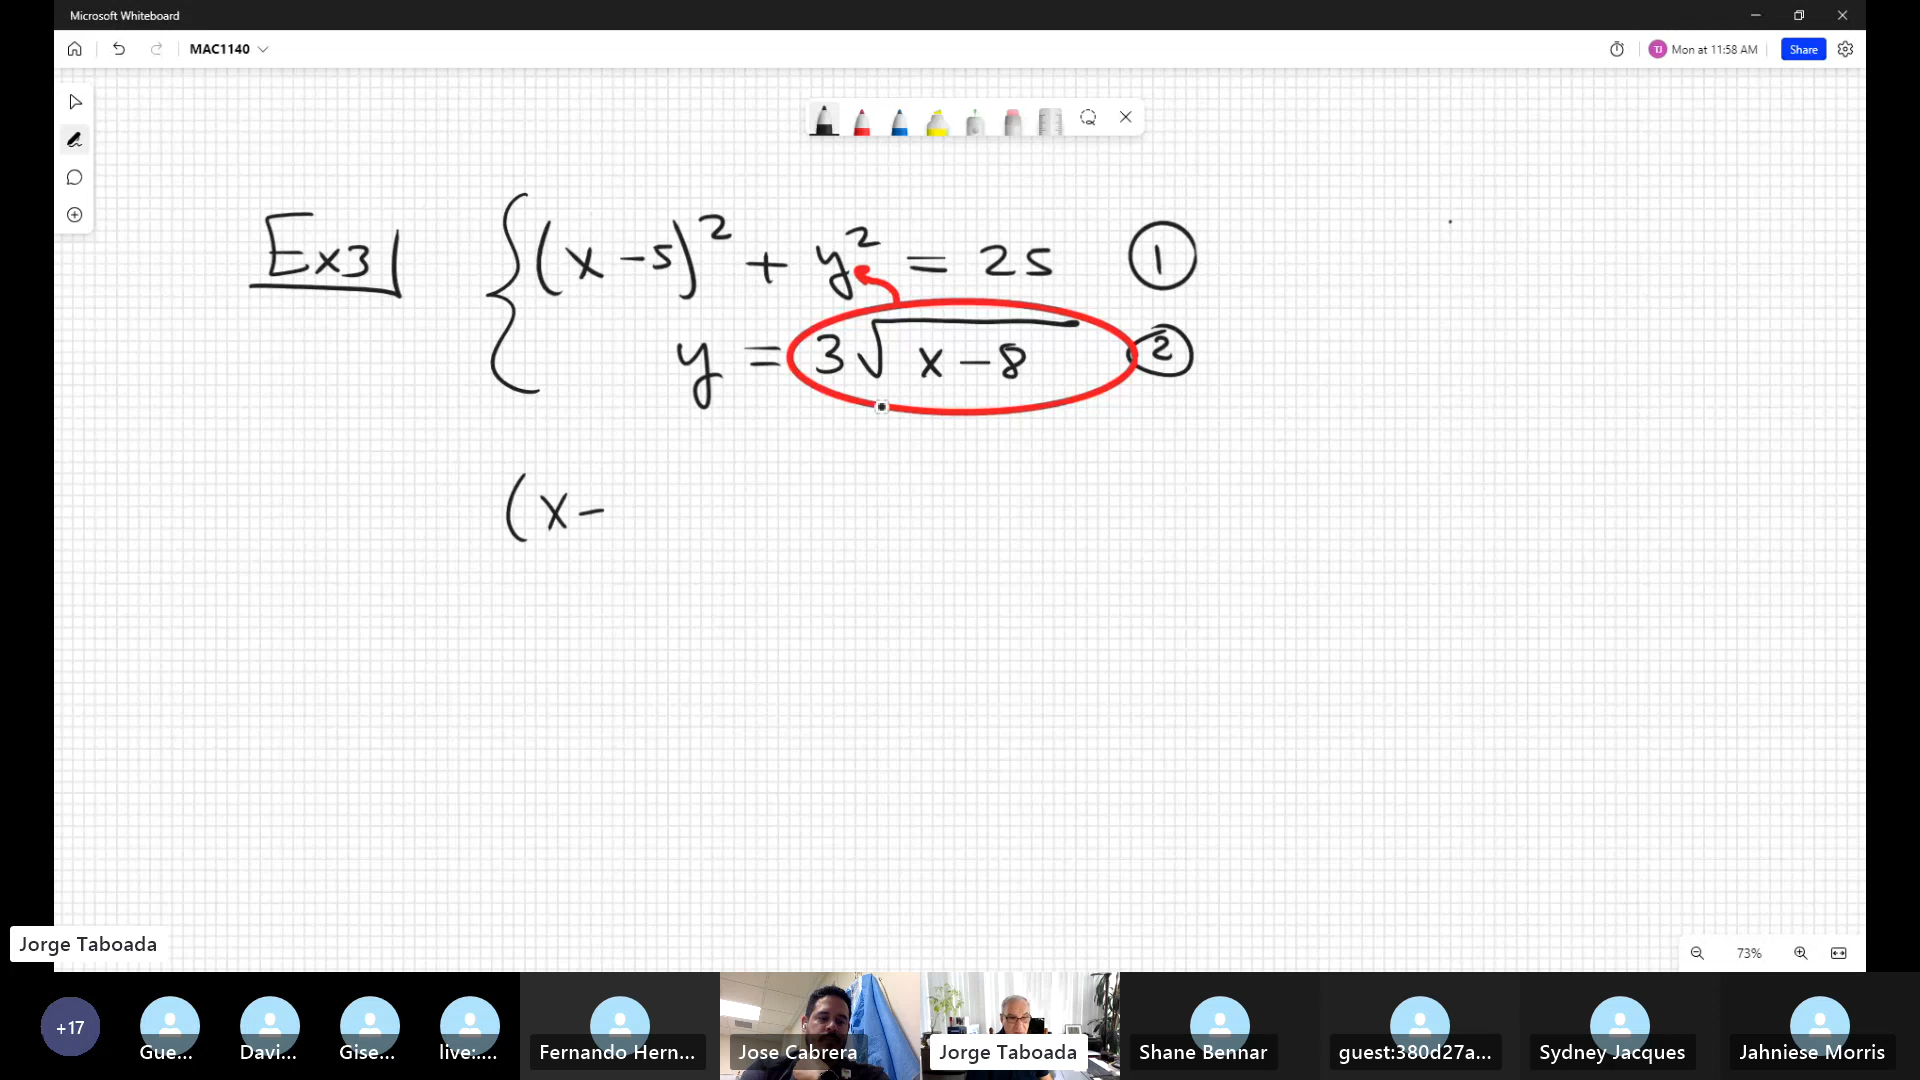 Microsoft Whiteboard
MAC1140
TJ Mon at 11:58 AM Share
Ex3 (x-5)² + y² = 25 1
y = 3√x-8 2
(x-
73%
Jorge Taboada
+17 Gue... Davi... Gise... live:.... Fernando Hern... Jose Cabrera Jorge Taboada Shane Bennar guest:380d27a... Sydney Jacques Jahniese Morris